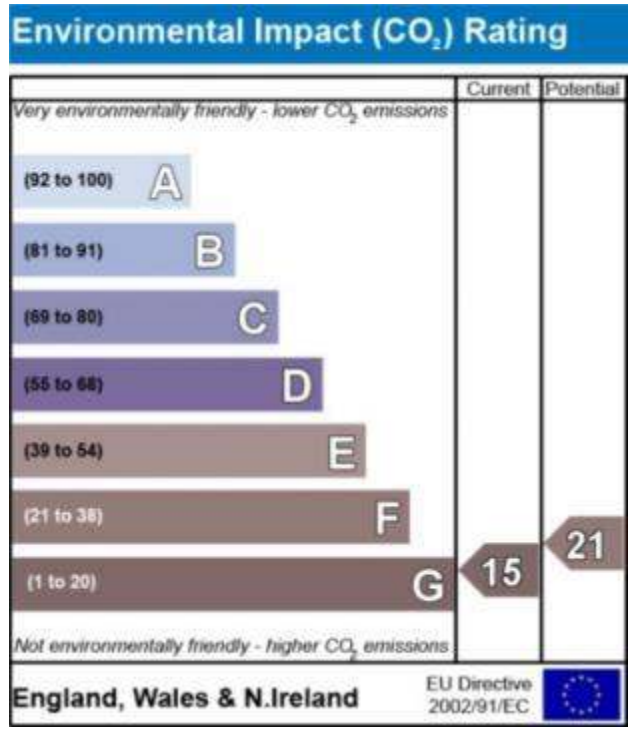 Environmental Impact (CO₂) Rating
Current Potential
Very environmentally friendly - lower CO₂ emissions
(92 to 100) A
(81 to 91) B
(69 to 80) C
(55 to 68) D
(39 to 54) E
(21 to 38) F
(1 to 20) G
15
21
Not environmentally friendly - higher CO₂ emissions
England, Wales & N.Ireland
EU Directive
2002/91/EC